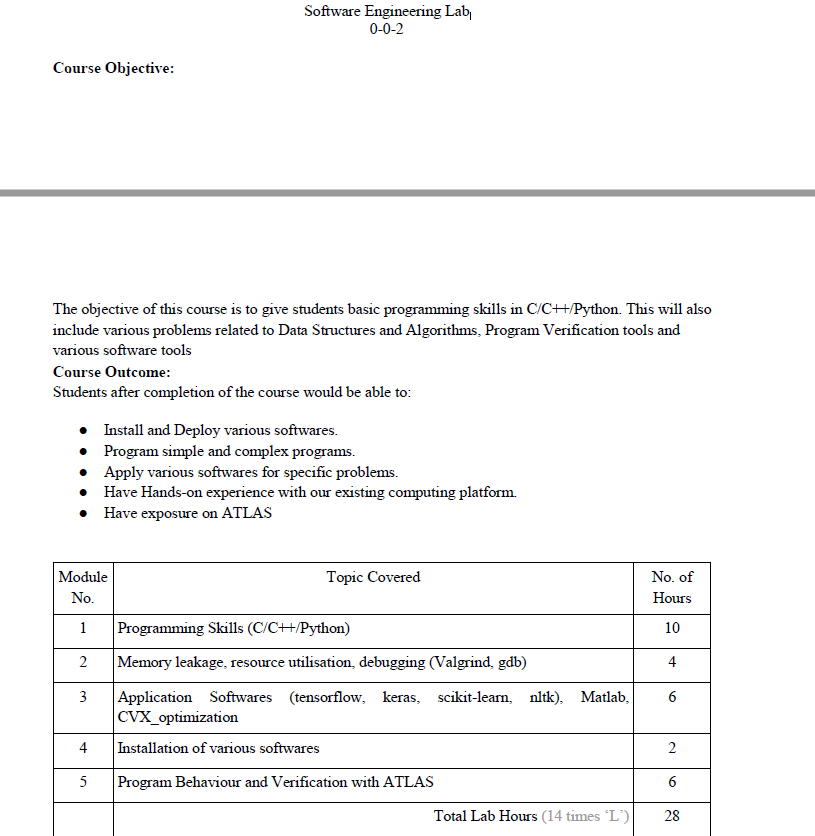 Software Engineering Lab
0-0-2
Course Objective:
The objective of this course is to give students basic programming skills in C/C++/Python. This will also
include various problems related to Data Structures and Algorithms, Program Verification tools and
various software tools
Course Outcome:
Students after completion of the course would be able to:
● Install and Deploy various softwares.
● Program simple and complex programs.
● Apply various softwares for specific problems.
● Have Hands-on experience with our existing computing platform.
● Have exposure on ATLAS
Module No. Topic Covered No. of Hours
1 Programming Skills (C/C++/Python) 10
2 Memory leakage, resource utilisation, debugging (Valgrind, gdb) 4
3 Application Softwares (tensorflow, keras, scikit-learn, nltk), Matlab, 6
CVX_optimization
4 Installation of various softwares 2
5 Program Behaviour and Verification with ATLAS 6
Total Lab Hours (14 times ‘L’) 28